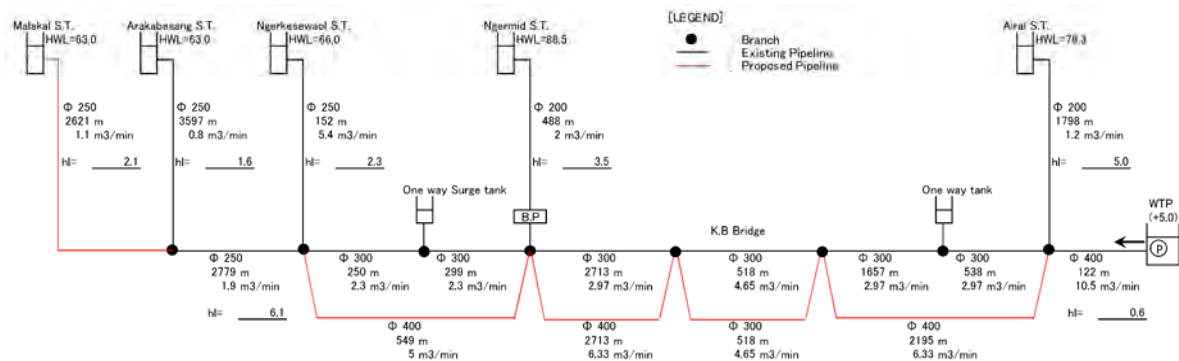 Malakal S.T.
HWL=63.0
Arakabesang S.T.
HWL=63.0
Ngerkesewaol S.T.
HWL=66.0
Ngermid S.T.
HWL=88.5
[LEGEND]
Branch
Existing Pipeline
Proposed Pipeline
Airai S.T.
HWL=78.3
Φ 250
2621 m
1.1 m3/min
hl= 2.1
Φ 250
3597 m
0.8 m3/min
hl= 1.6
Φ 250
152 m
5.4 m3/min
hl= 2.3
Φ 200
488 m
2 m3/min
hl= 3.5
Φ 200
1798 m
1.2 m3/min
hl= 5.0
One way Surge tank
B.P
K.B Bridge
One way tank
WTP
(+5.0)
P
Φ 250
2779 m
1.9 m3/min
hl= 6.1
Φ 300
250 m
2.3 m3/min
Φ 300
299 m
2.3 m3/min
Φ 300
2713 m
2.97 m3/min
Φ 300
518 m
4.65 m3/min
Φ 300
1657 m
2.97 m3/min
Φ 300
538 m
2.97 m3/min
Φ 400
122 m
10.5 m3/min
hl= 0.6
Φ 400
549 m
5 m3/min
Φ 400
2713 m
6.33 m3/min
Φ 300
518 m
4.65 m3/min
Φ 400
2195 m
6.33 m3/min